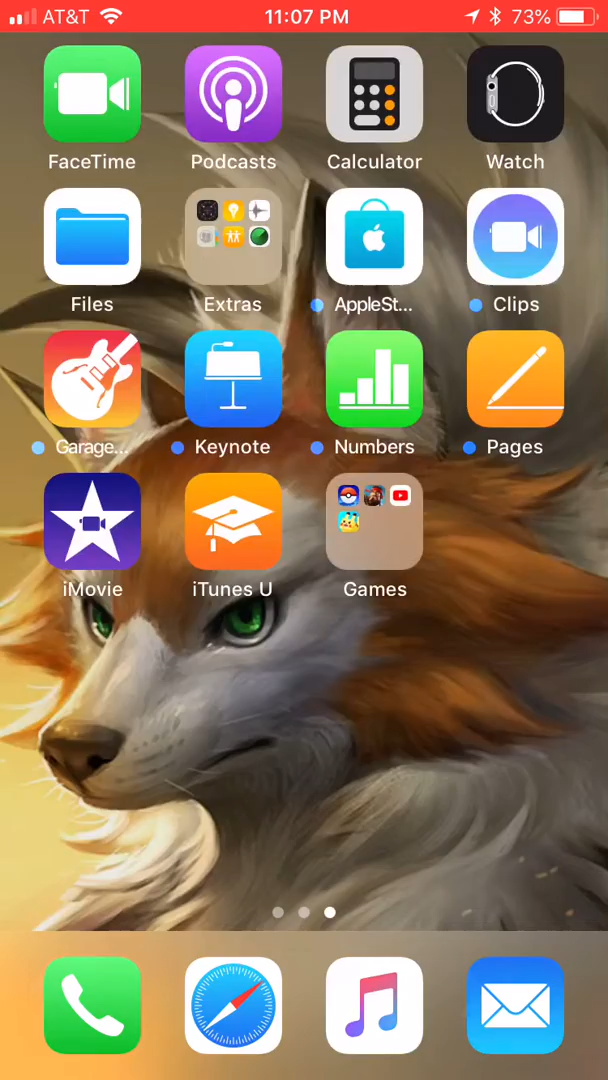 AT&T 11:07 PM 73%
FaceTime Podcasts Calculator Watch
Files Extras AppleSt... Clips
Garage... Keynote Numbers Pages
iMovie iTunes U Games